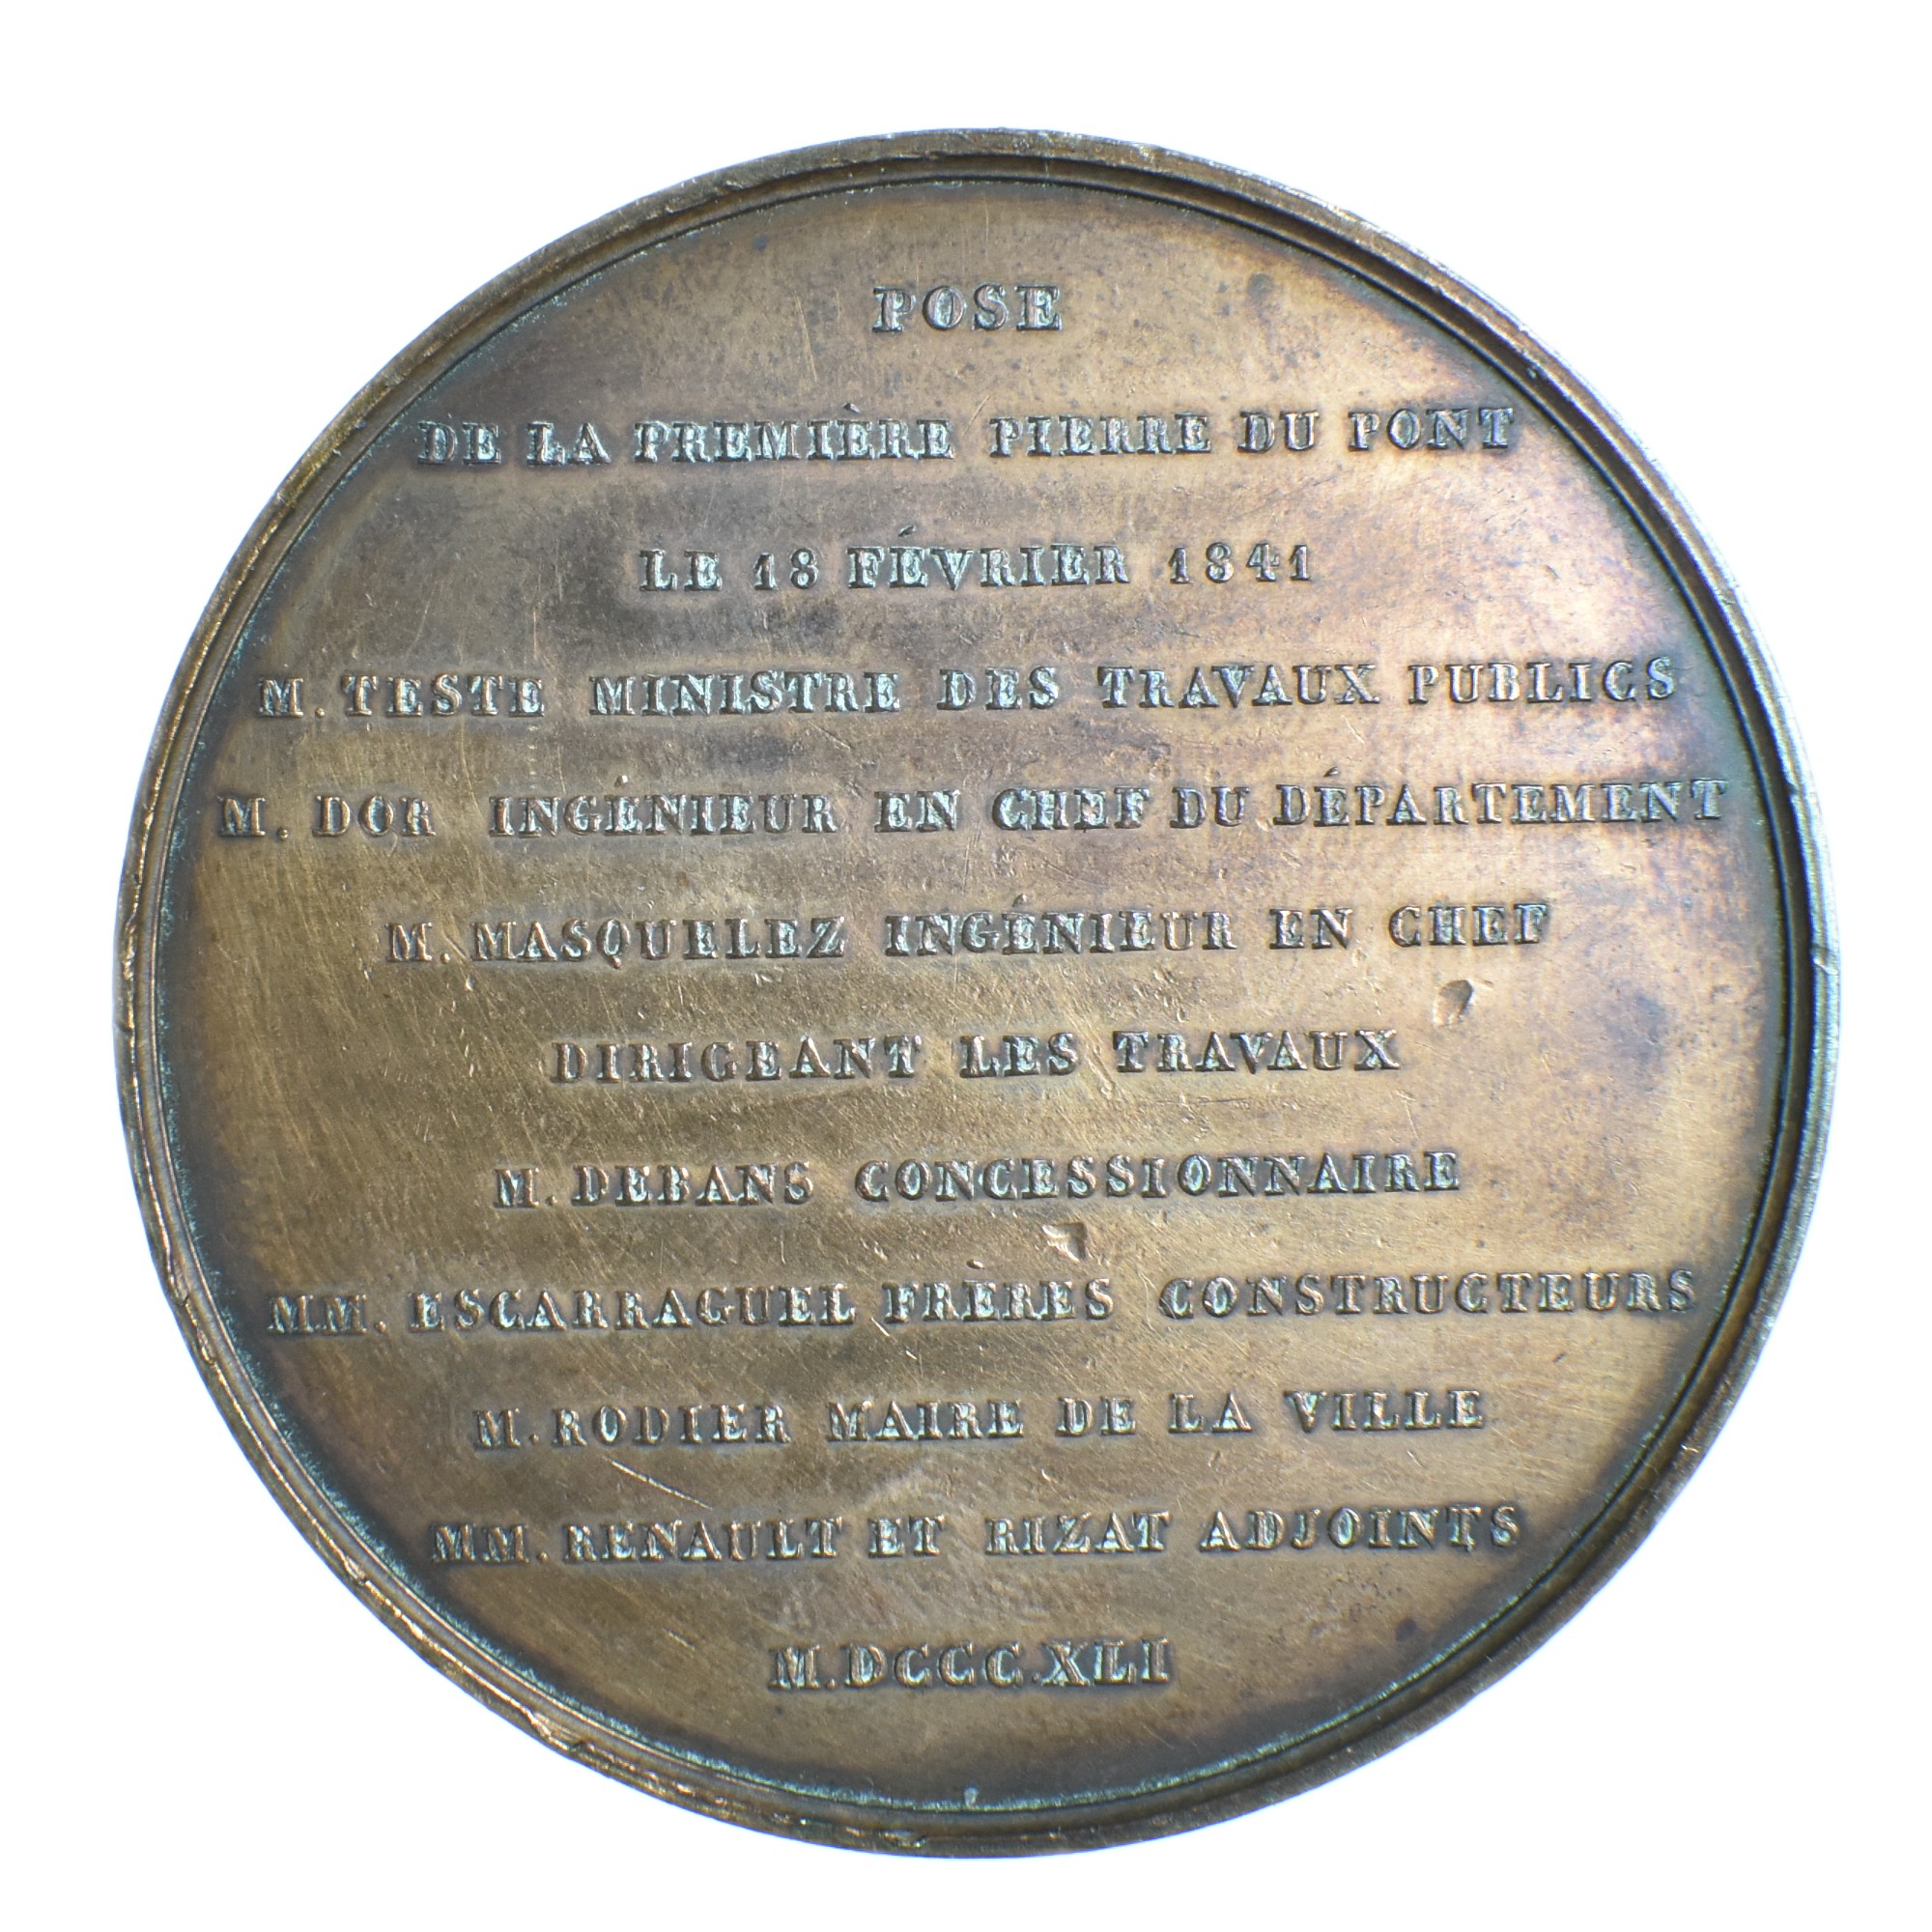 POSE
DE LA PREMIÈRE PIERRE DU PONT
LE 18 FÉVRIER 1841
M. TESTE MINISTRE DES TRAVAUX PUBLICS
M. DOR INGÉNIEUR EN CHEF DU DÉPARTEMENT
M. MASQUELEZ INGÉNIEUR EN CHEF
DIRIGEANT LES TRAVAUX
M. DEBANS CONCESSIONNAIRE
MM. ESCARRAGUEL FRÈRES CONSTRUCTEURS
M. RODIER MAIRE DE LA VILLE
MM. RENAULT ET RIZAT ADJOINTS
M.DCCC.XLI